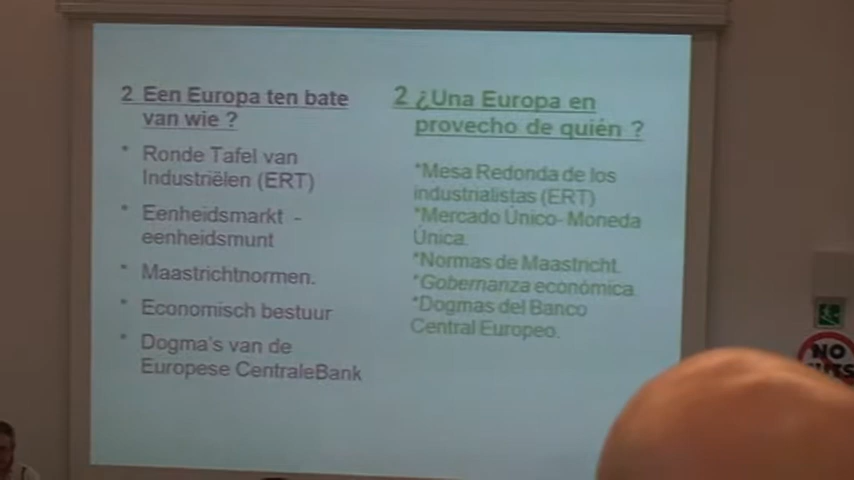 2 Een Europa ten bate
van wie ?
* Ronde Tafel van
Industriëlen (ERT)
* Eenheidsmarkt -
eenheidsmunt
* Maastrichtnormen.
* Economisch bestuur
* Dogma's van de
Europese CentraleBank
2 ¿Una Europa en
provecho de quién ?
*Mesa Redonda de los
industrialistas (ERT)
*Mercado Único- Moneda
Única.
*Normas de Maastricht.
*Gobernanza económica.
*Dogmas del Banco
Central Europeo.
NO